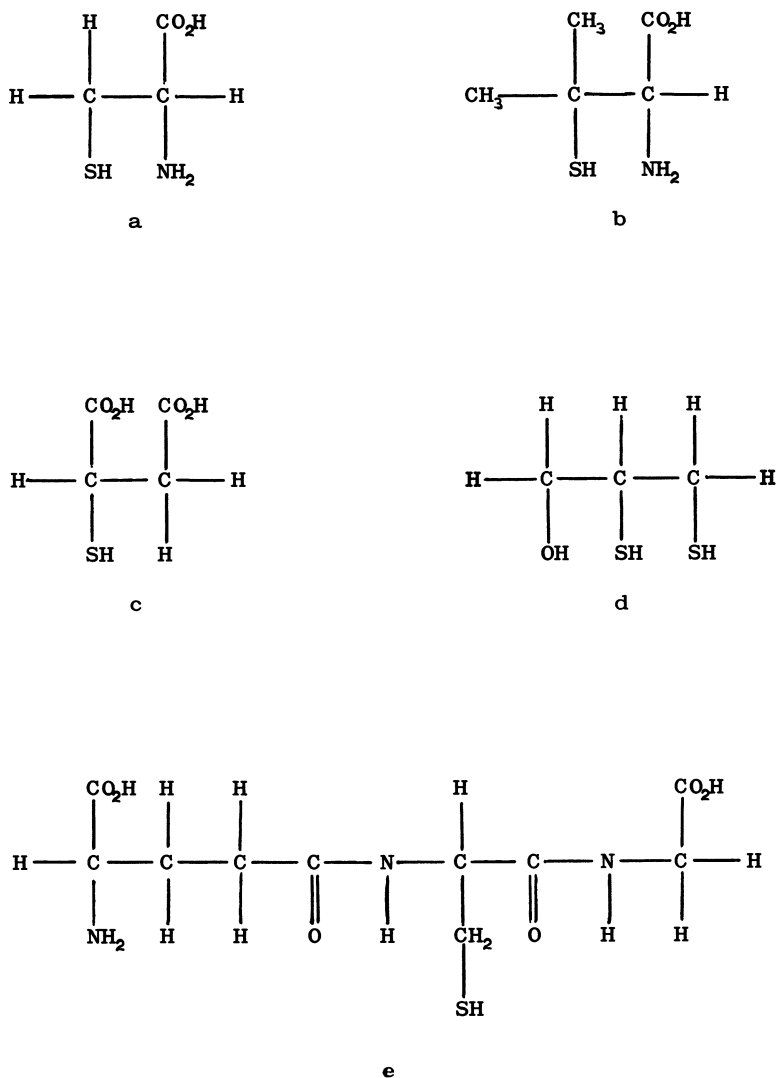 H CO₂H CH₃ CO₂H
H C C H CH₃ C C H
SH NH₂ SH NH₂
a b
CO₂H CO₂H H H H
H C C H H C C C H
SH H OH SH SH
c d
CO₂H H H H CO₂H
H C C C C N C C N C H
NH₂ H H O H CH₂ O H H
SH
e